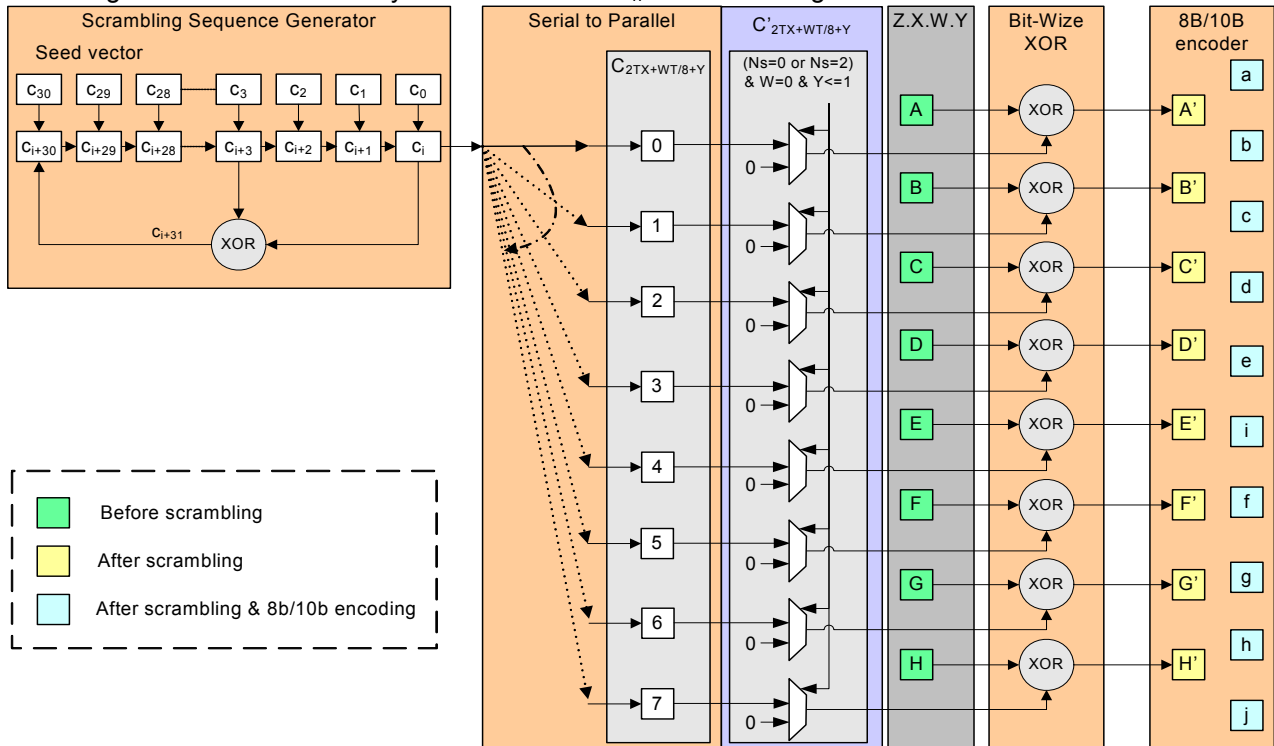 Scrambling Sequence Generator
Seed vector
C30 C29 C28 C3 C2 C1 C0
Ci+30 Ci+29 Ci+28 Ci+3 Ci+2 Ci+1 Ci
Ci+31
XOR
Before scrambling
After scrambling
After scrambling & 8b/10b encoding
Serial to Parallel
C2TX+WT/8+Y
0
1
2
3
4
5
6
7
C'2TX+WT/8+Y
(Ns=0 or Ns=2)
& W=0 & Y<=1
0
0
0
0
0
0
0
0
Z.X.W.Y
A
B
C
D
E
F
G
H
Bit-Wize
XOR
XOR
XOR
XOR
XOR
XOR
XOR
XOR
XOR
8B/10B
encoder
A'
B'
C'
D'
E'
F'
G'
H'
a
b
c
d
e
i
f
g
h
j